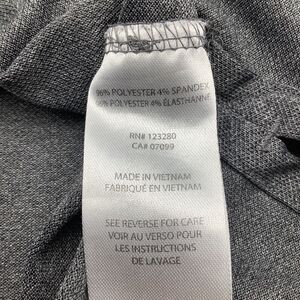 96% POLYESTER 4% SPANDEX
96% POLYESTER 4% ÉLASTHANNE
RN# 123280
CA# 07099
MADE IN VIETNAM
FABRIQUÉ EN VIETNAM
SEE REVERSE FOR CARE
VOIR AU VERSO POUR
LES INSTRUCTIONS
DE LAVAGE